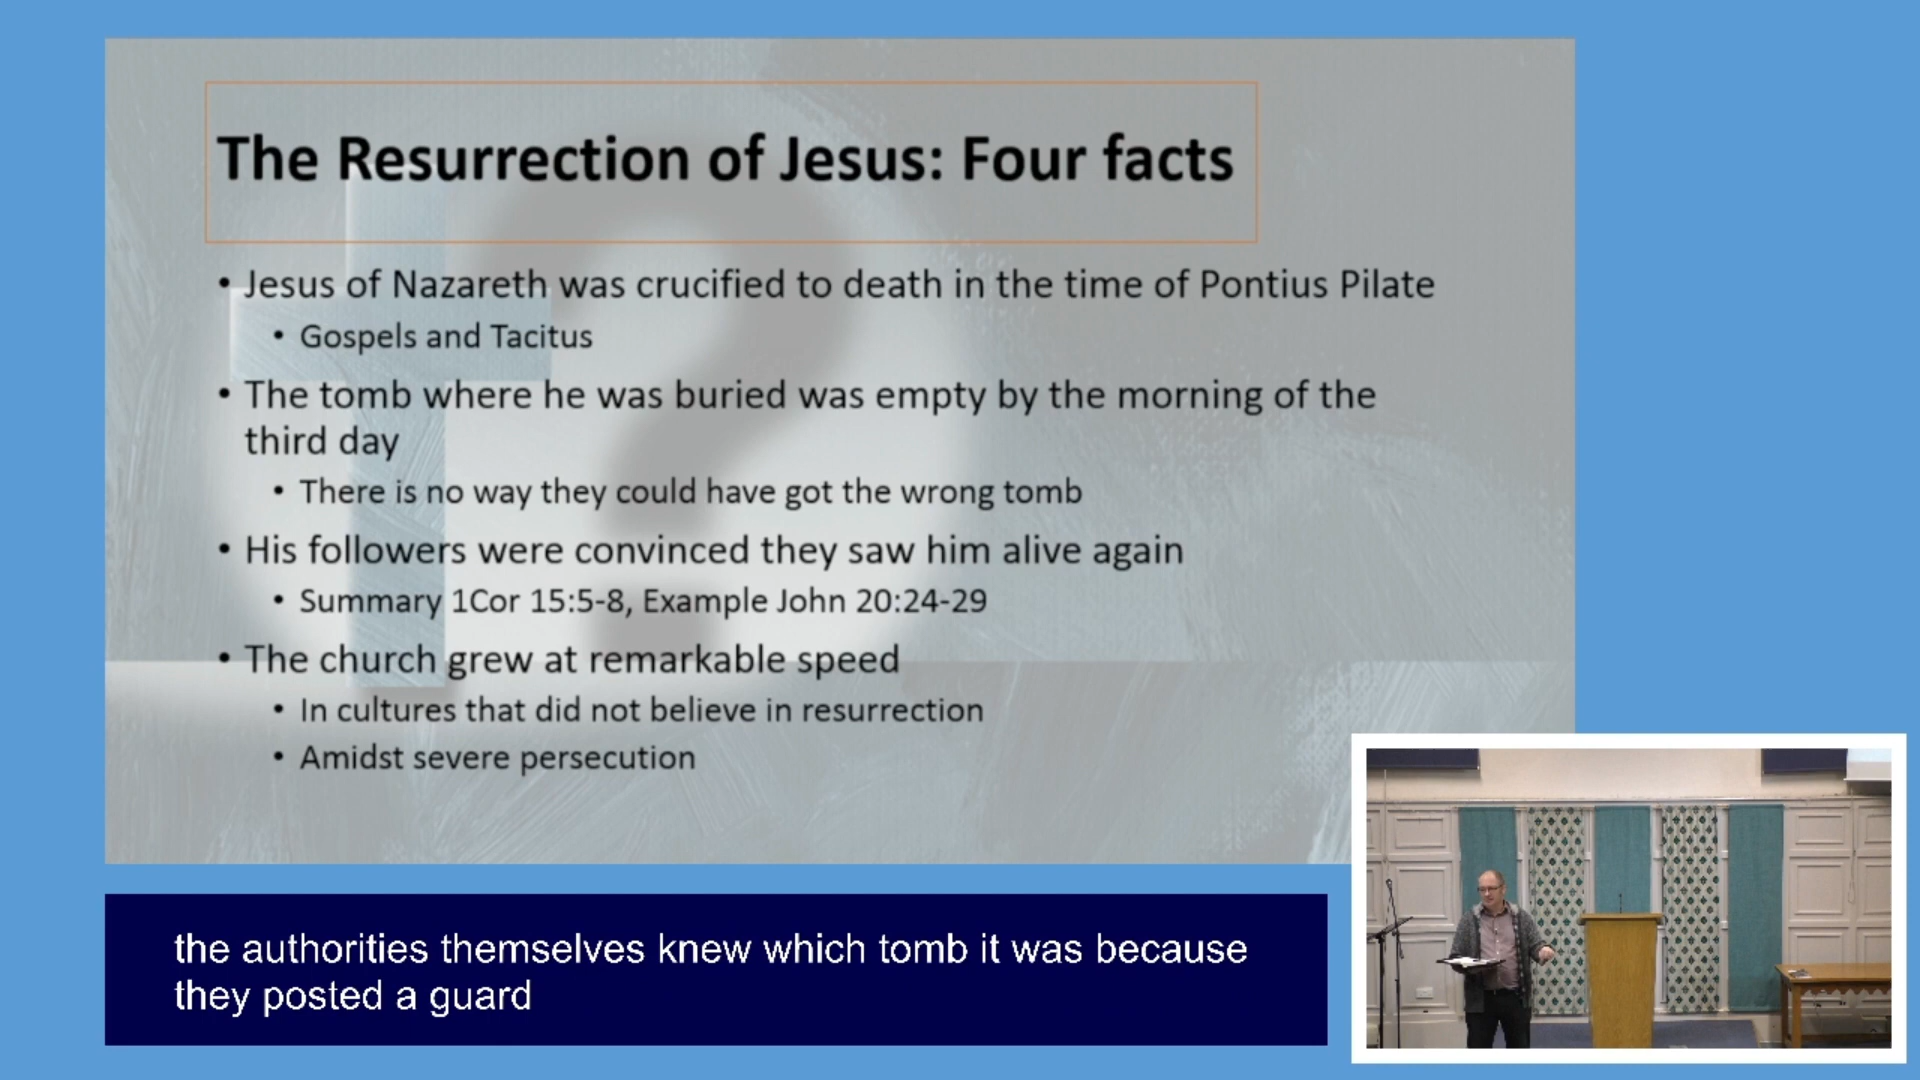 The Resurrection of Jesus: Four facts
• Jesus of Nazareth was crucified to death in the time of Pontius Pilate
• Gospels and Tacitus
• The tomb where he was buried was empty by the morning of the
third day
• There is no way they could have got the wrong tomb
• His followers were convinced they saw him alive again
• Summary 1Cor 15:5-8, Example John 20:24-29
• The church grew at remarkable speed
• In cultures that did not believe in resurrection
• Amidst severe persecution
the authorities themselves knew which tomb it was because
they posted a guard